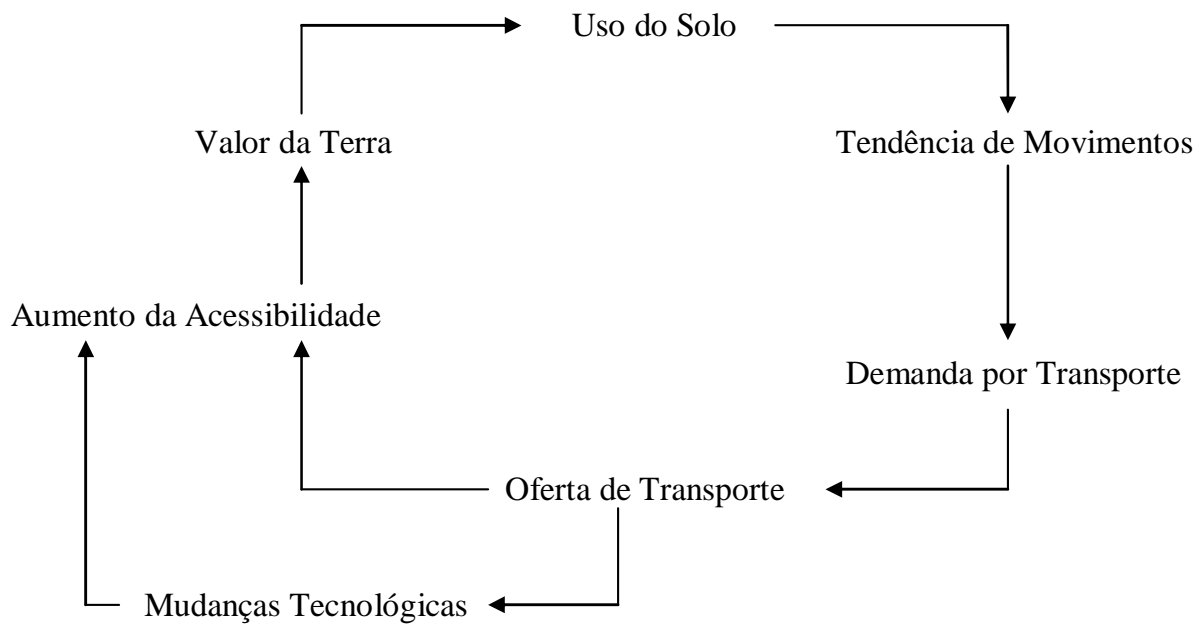 Uso do Solo
Valor da Terra
Tendência de Movimentos
Aumento da Acessibilidade
Demanda por Transporte
Oferta de Transporte
Mudanças Tecnológicas